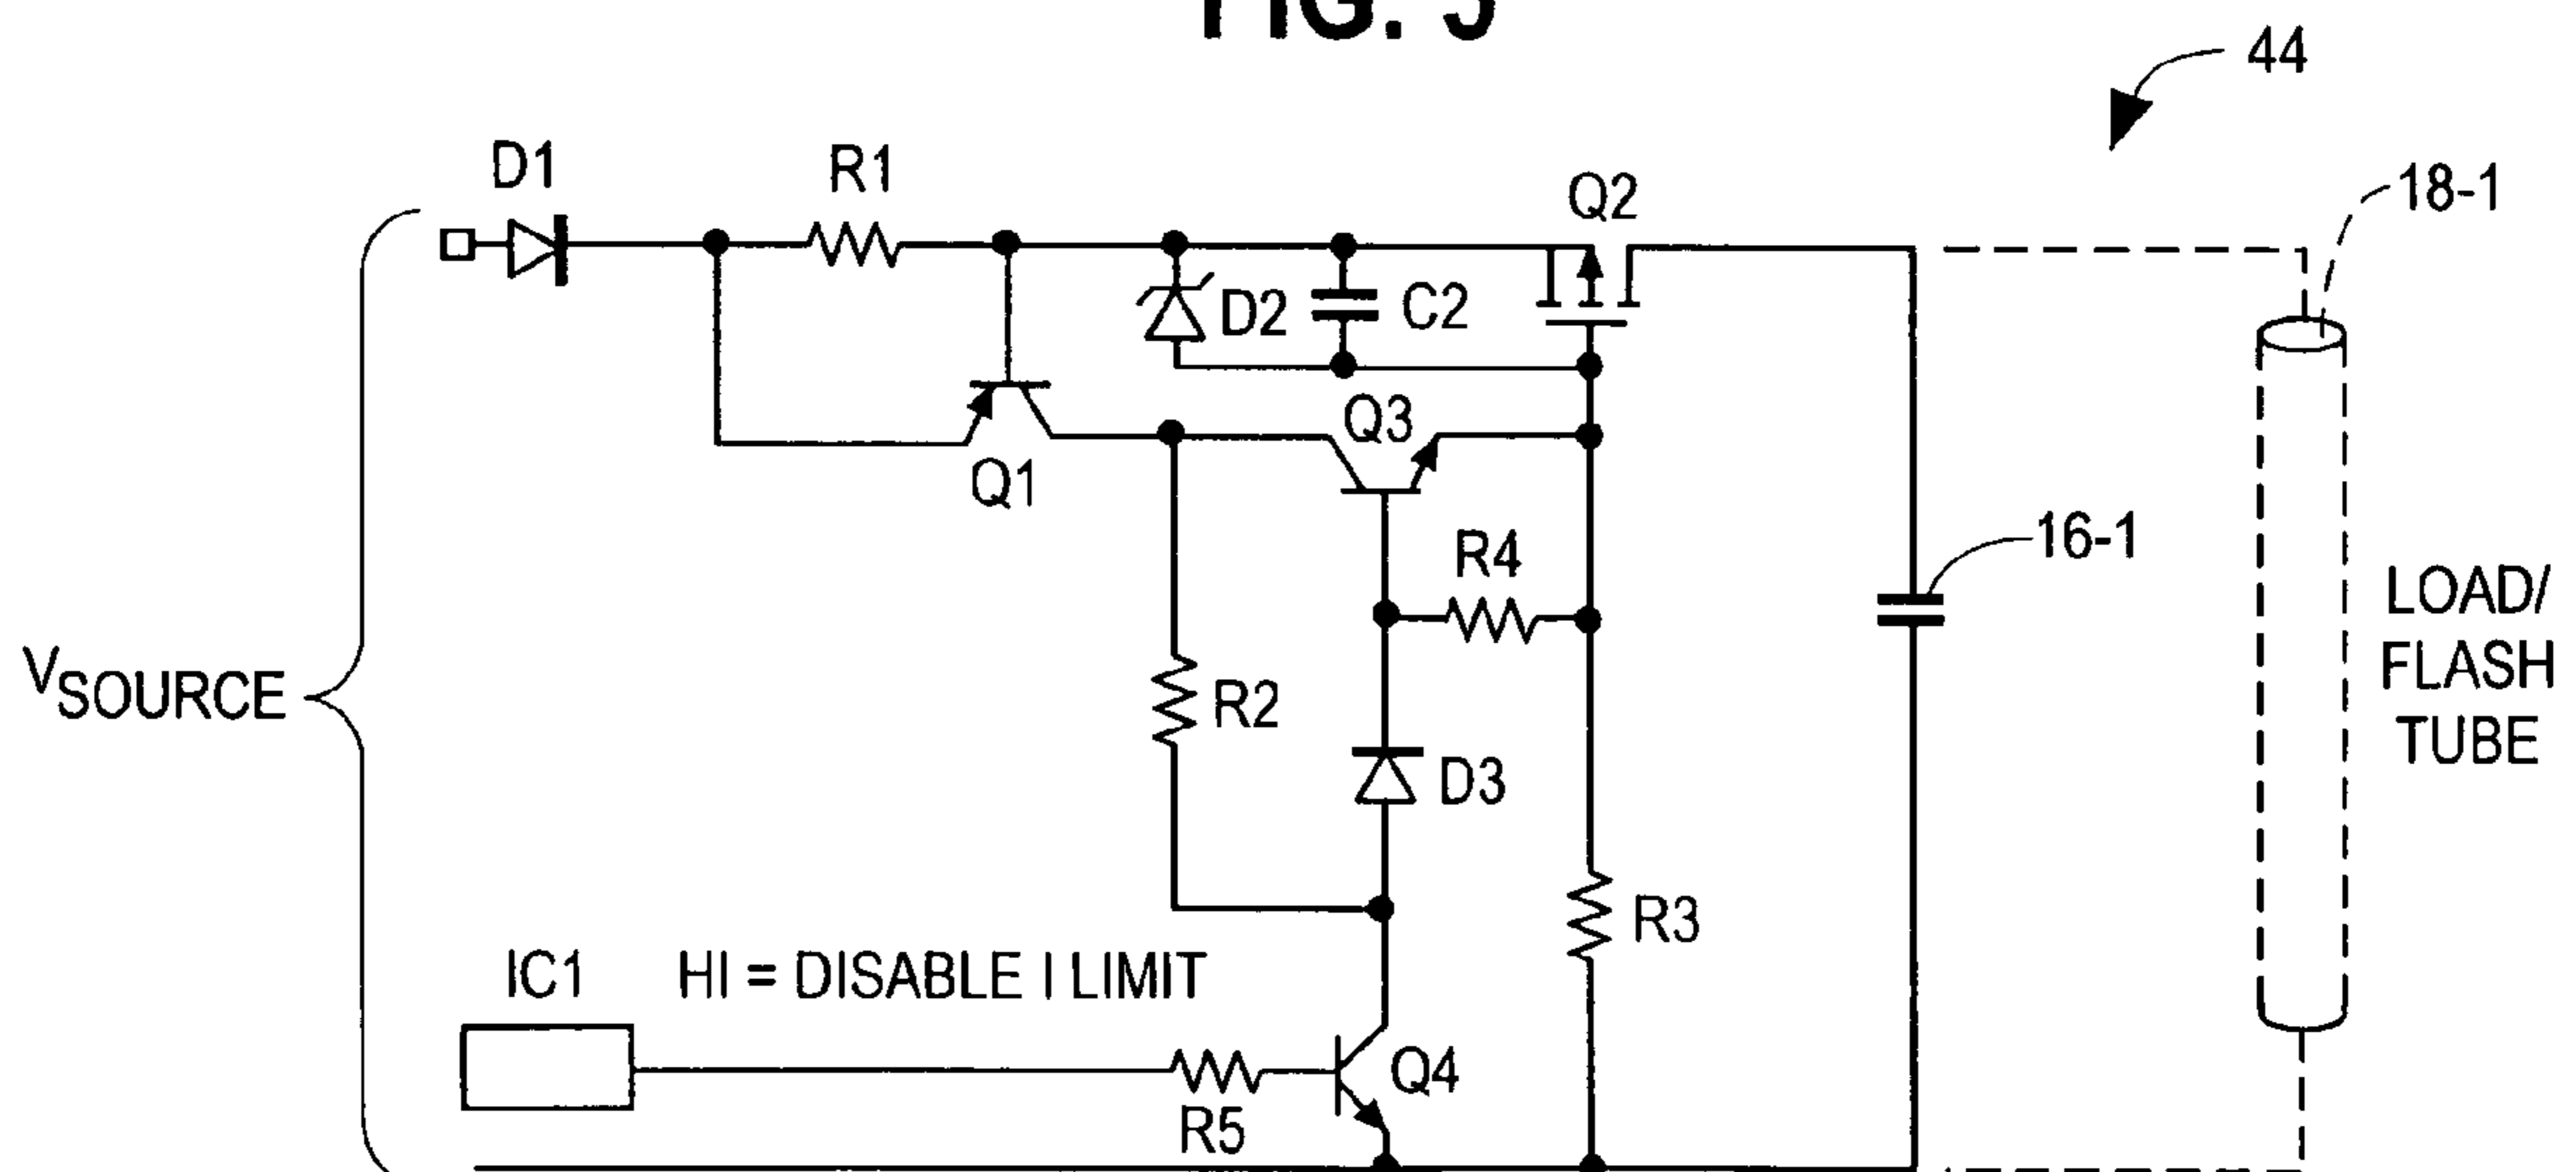 44
D1
R1
Q2
18-1
D2
C2
Q3
Q1
R4
16-1
LOAD/
FLASH
TUBE
VSOURCE
R2
D3
R3
IC1
HI = DISABLE I LIMIT
Q4
R5